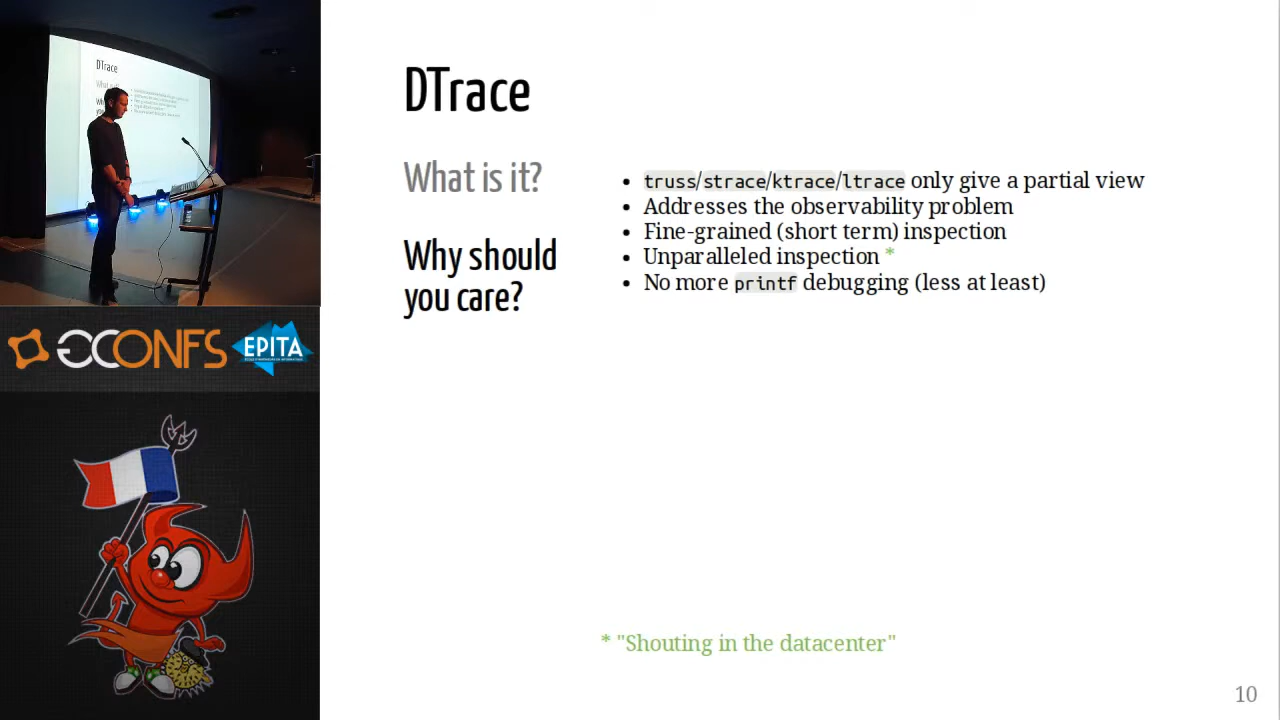 DTrace
What is it?
Why should
you care?
• truss/strace/ktrace/ltrace only give a partial view
• Addresses the observability problem
• Fine-grained (short term) inspection
• Unparalleled inspection *
• No more printf debugging (less at least)
* "Shouting in the datacenter"
10
DTrace
GCONFS
EPITA